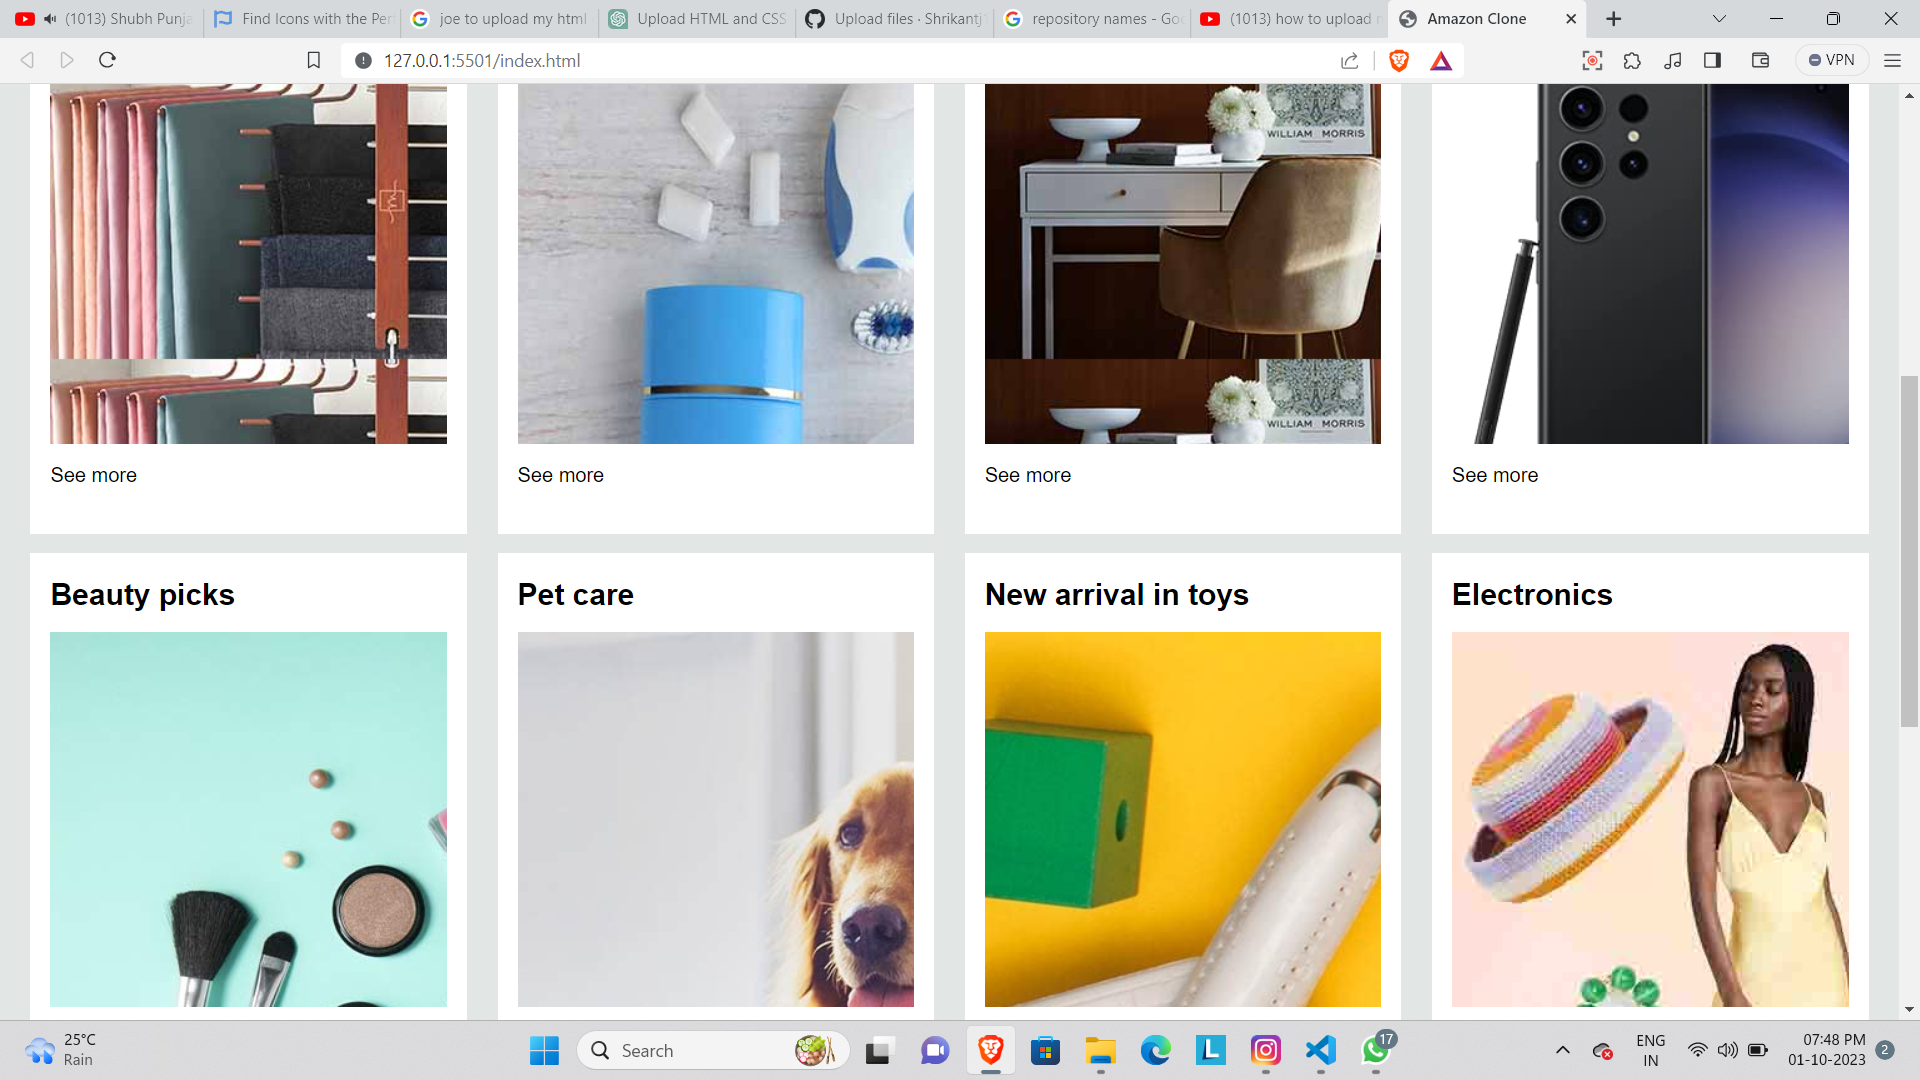 (1013) Shubh Punja
Find Icons with the Per
joe to upload my html
Upload HTML and CSS
Upload files · Shrikantj
repository names - Goo
(1013) how to upload m
Amazon Clone
127.0.0.1:5501/index.html
VPN
WILLIAM MORRIS
WILLIAM MORRIS
See more
See more
See more
See more
Beauty picks
Pet care
New arrival in toys
Electronics
25°C
Rain
Search
L
17
ENG
IN
07:48 PM
01-10-2023
2